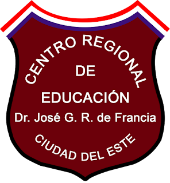 CENTRO REGIONAL
DE
EDUCACIÓN
Dr. José G. R. de Francia
CIUDAD DEL ESTE